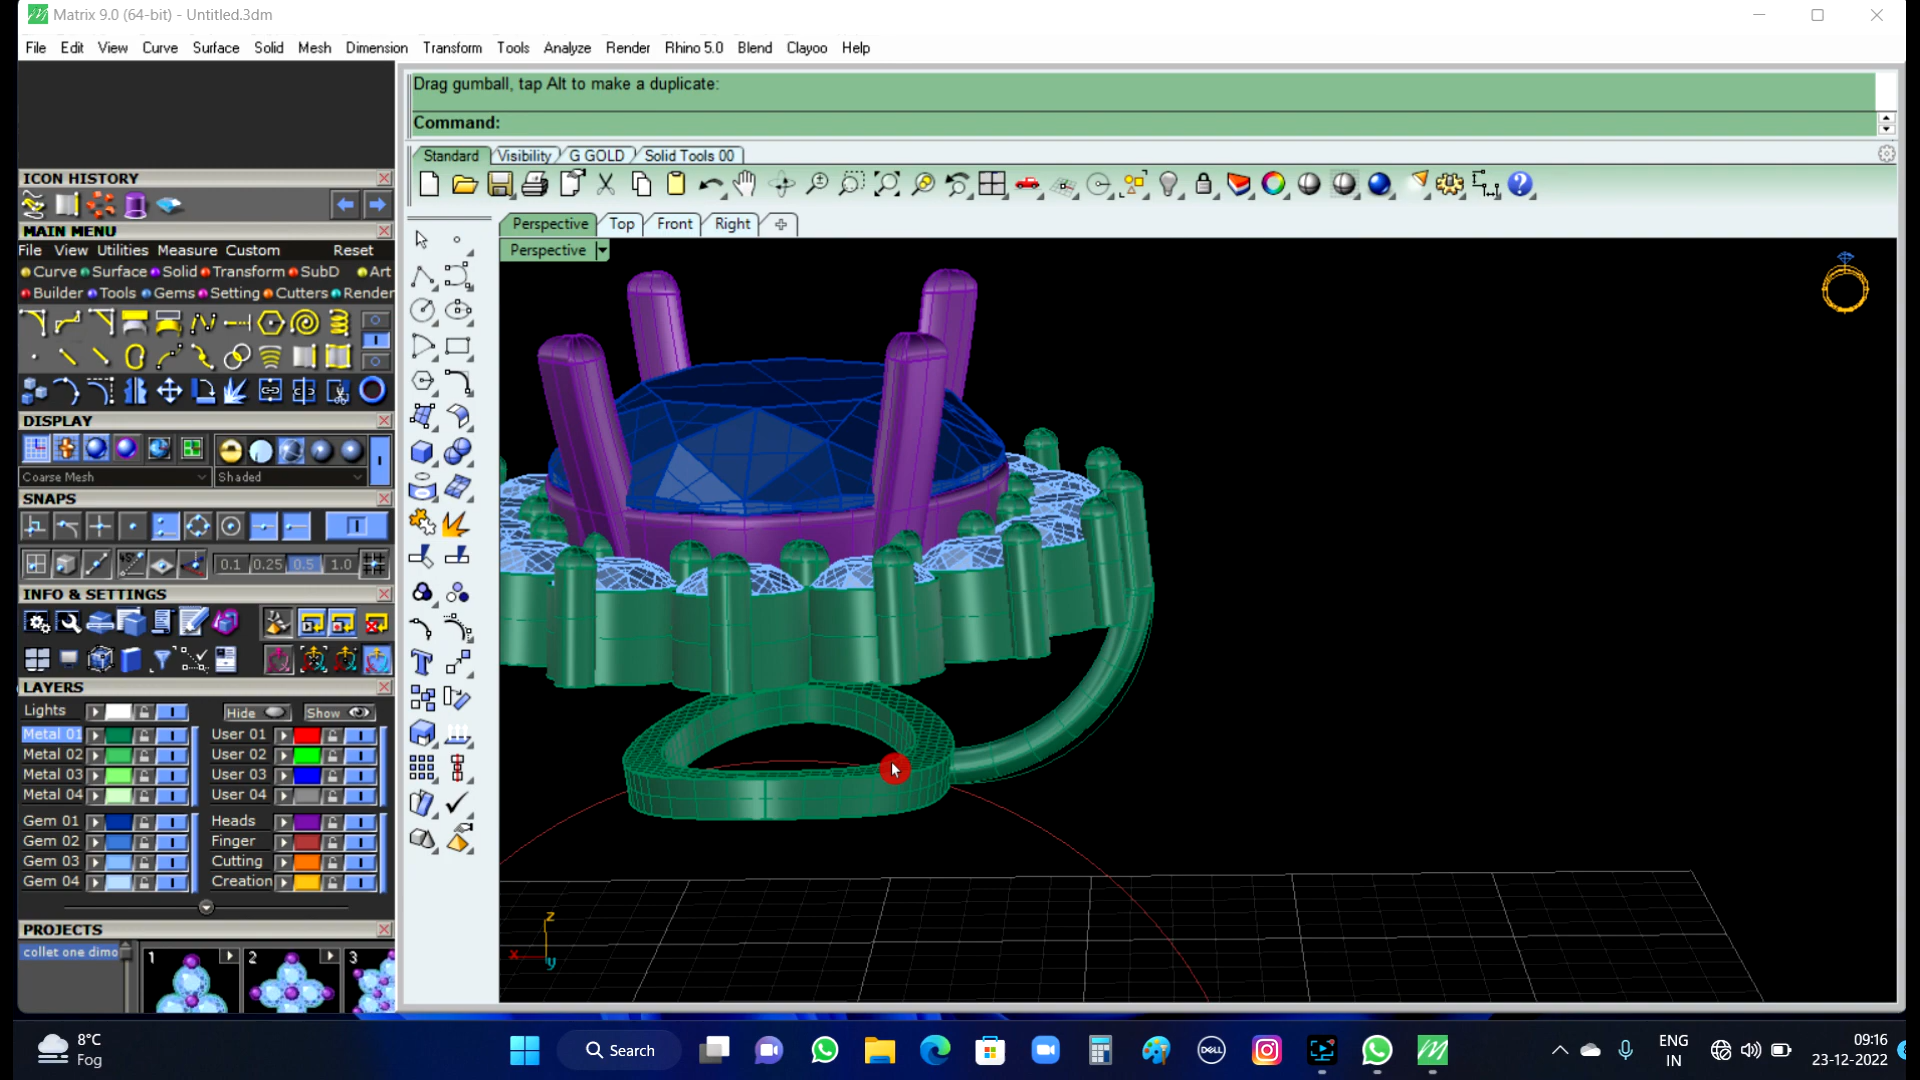 Matrix 9.0 (64-bit) - Untitled.3dm
File Edit View Curve Surface Solid Mesh Dimension Transform Tools Analyze Render Rhino 5.0 Blend Clayoo Help
Drag gumball, tap Alt to make a duplicate:
Command:
Standard Visibility G GOLD Solid Tools 00
ICON HISTORY
MAIN MENU
File View Utilities Measure Custom Reset
Curve Surface Solid Transform SubD Art
Builder Tools Gems Setting Cutters Render
Perspective Top Front Right
Perspective
DISPLAY
Coarse Mesh Shaded
SNAPS
0.1 0.25 0.5 1.0
INFO & SETTINGS
LAYERS
Lights Hide Show
Metal 01 User 01
Metal 02 User 02
Metal 03 User 03
Metal 04 User 04
Gem 01 Heads
Gem 02 Finger
Gem 03 Cutting
Gem 04 Creation
PROJECTS
collet one dimo
1 2 3
z
x
y
8°C
Fog
Search
DELL
ENG
IN
09:16
23-12-2022